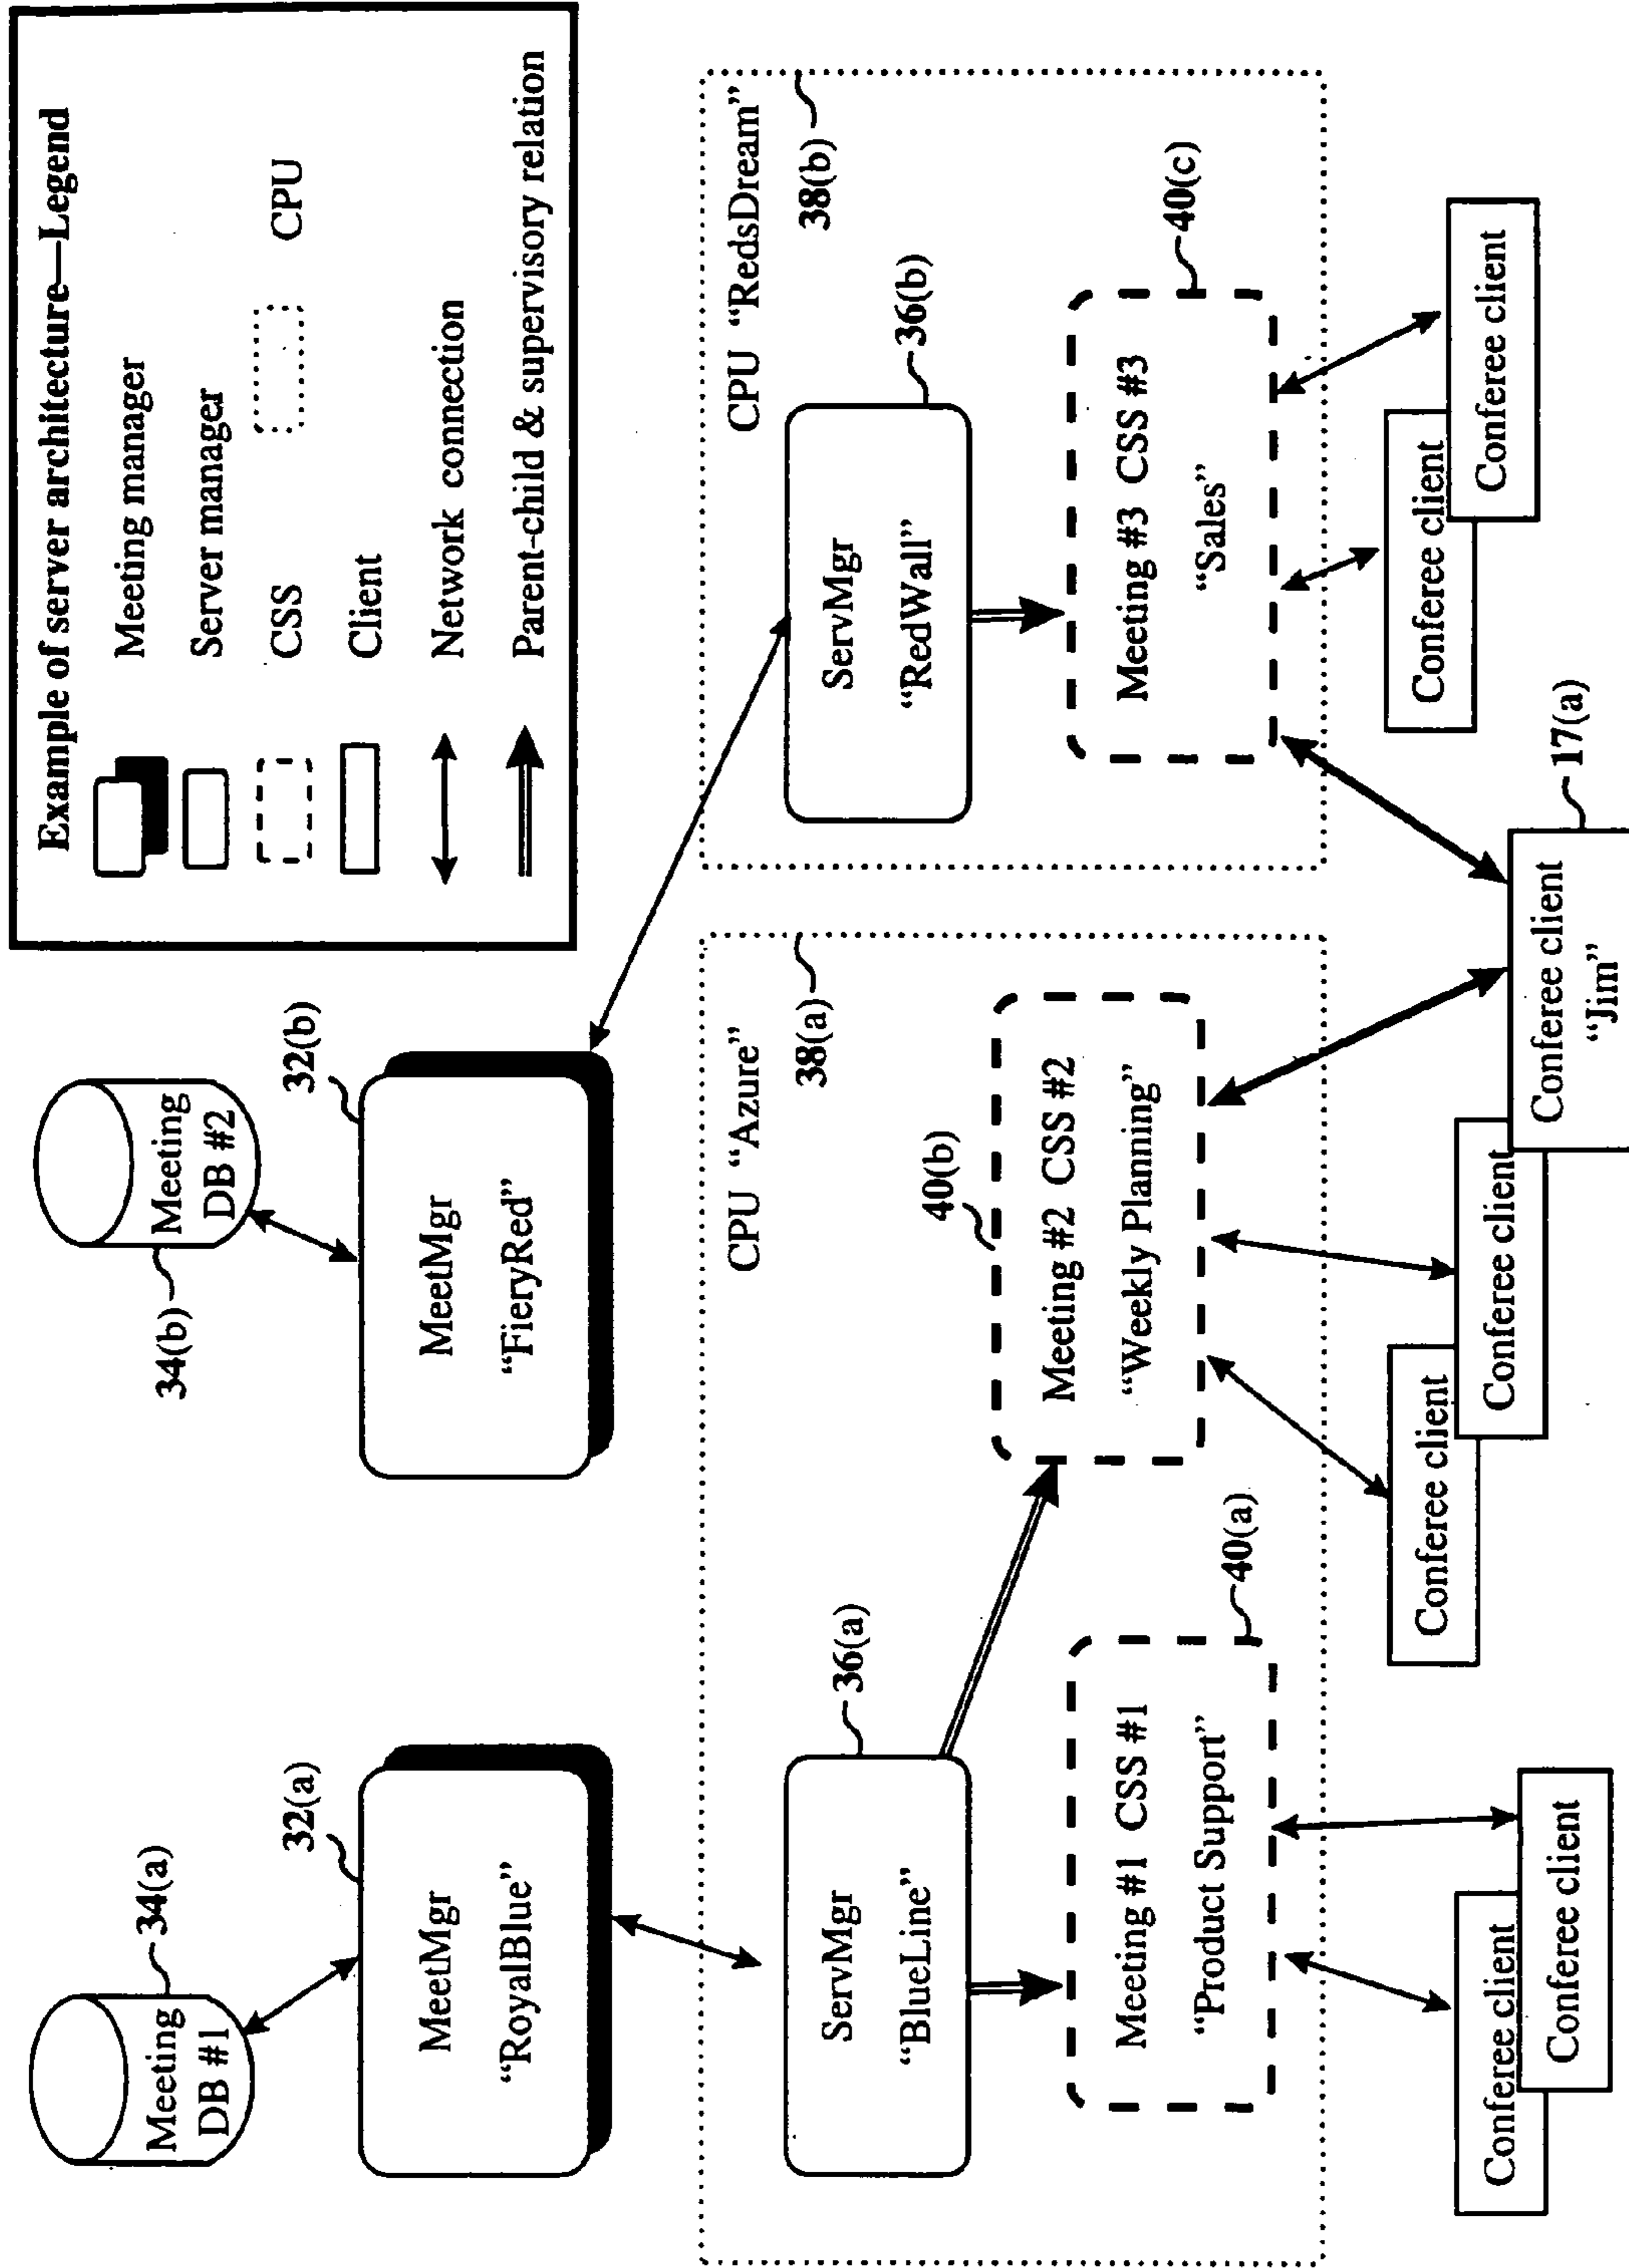 Example of server architecture—Legend
Meeting manager
Server manager
CSS
CPU
Client
Network connection
Parent-child & supervisory relation
Meeting
DB #1
34(a)
Meeting
DB #2
34(b)
32(a)
MeetMgr
“RoyalBlue”
32(b)
MeetMgr
“FieryRed”
CPU “Azure”
38(a)
ServMgr
“BlueLine”
36(a)
Meeting #1 CSS #1
“Product Support”
40(a)
40(b)
Meeting #2 CSS #2
“Weekly Planning”
CPU “RedsDream”
38(b)
ServMgr
“RedWall”
36(b)
Meeting #3 CSS #3
“Sales”
40(c)
Conferee client
Conferee client
Conferee client
Conferee client
Conferee client
“Jim”
17(a)
Conferee client
Conferee client